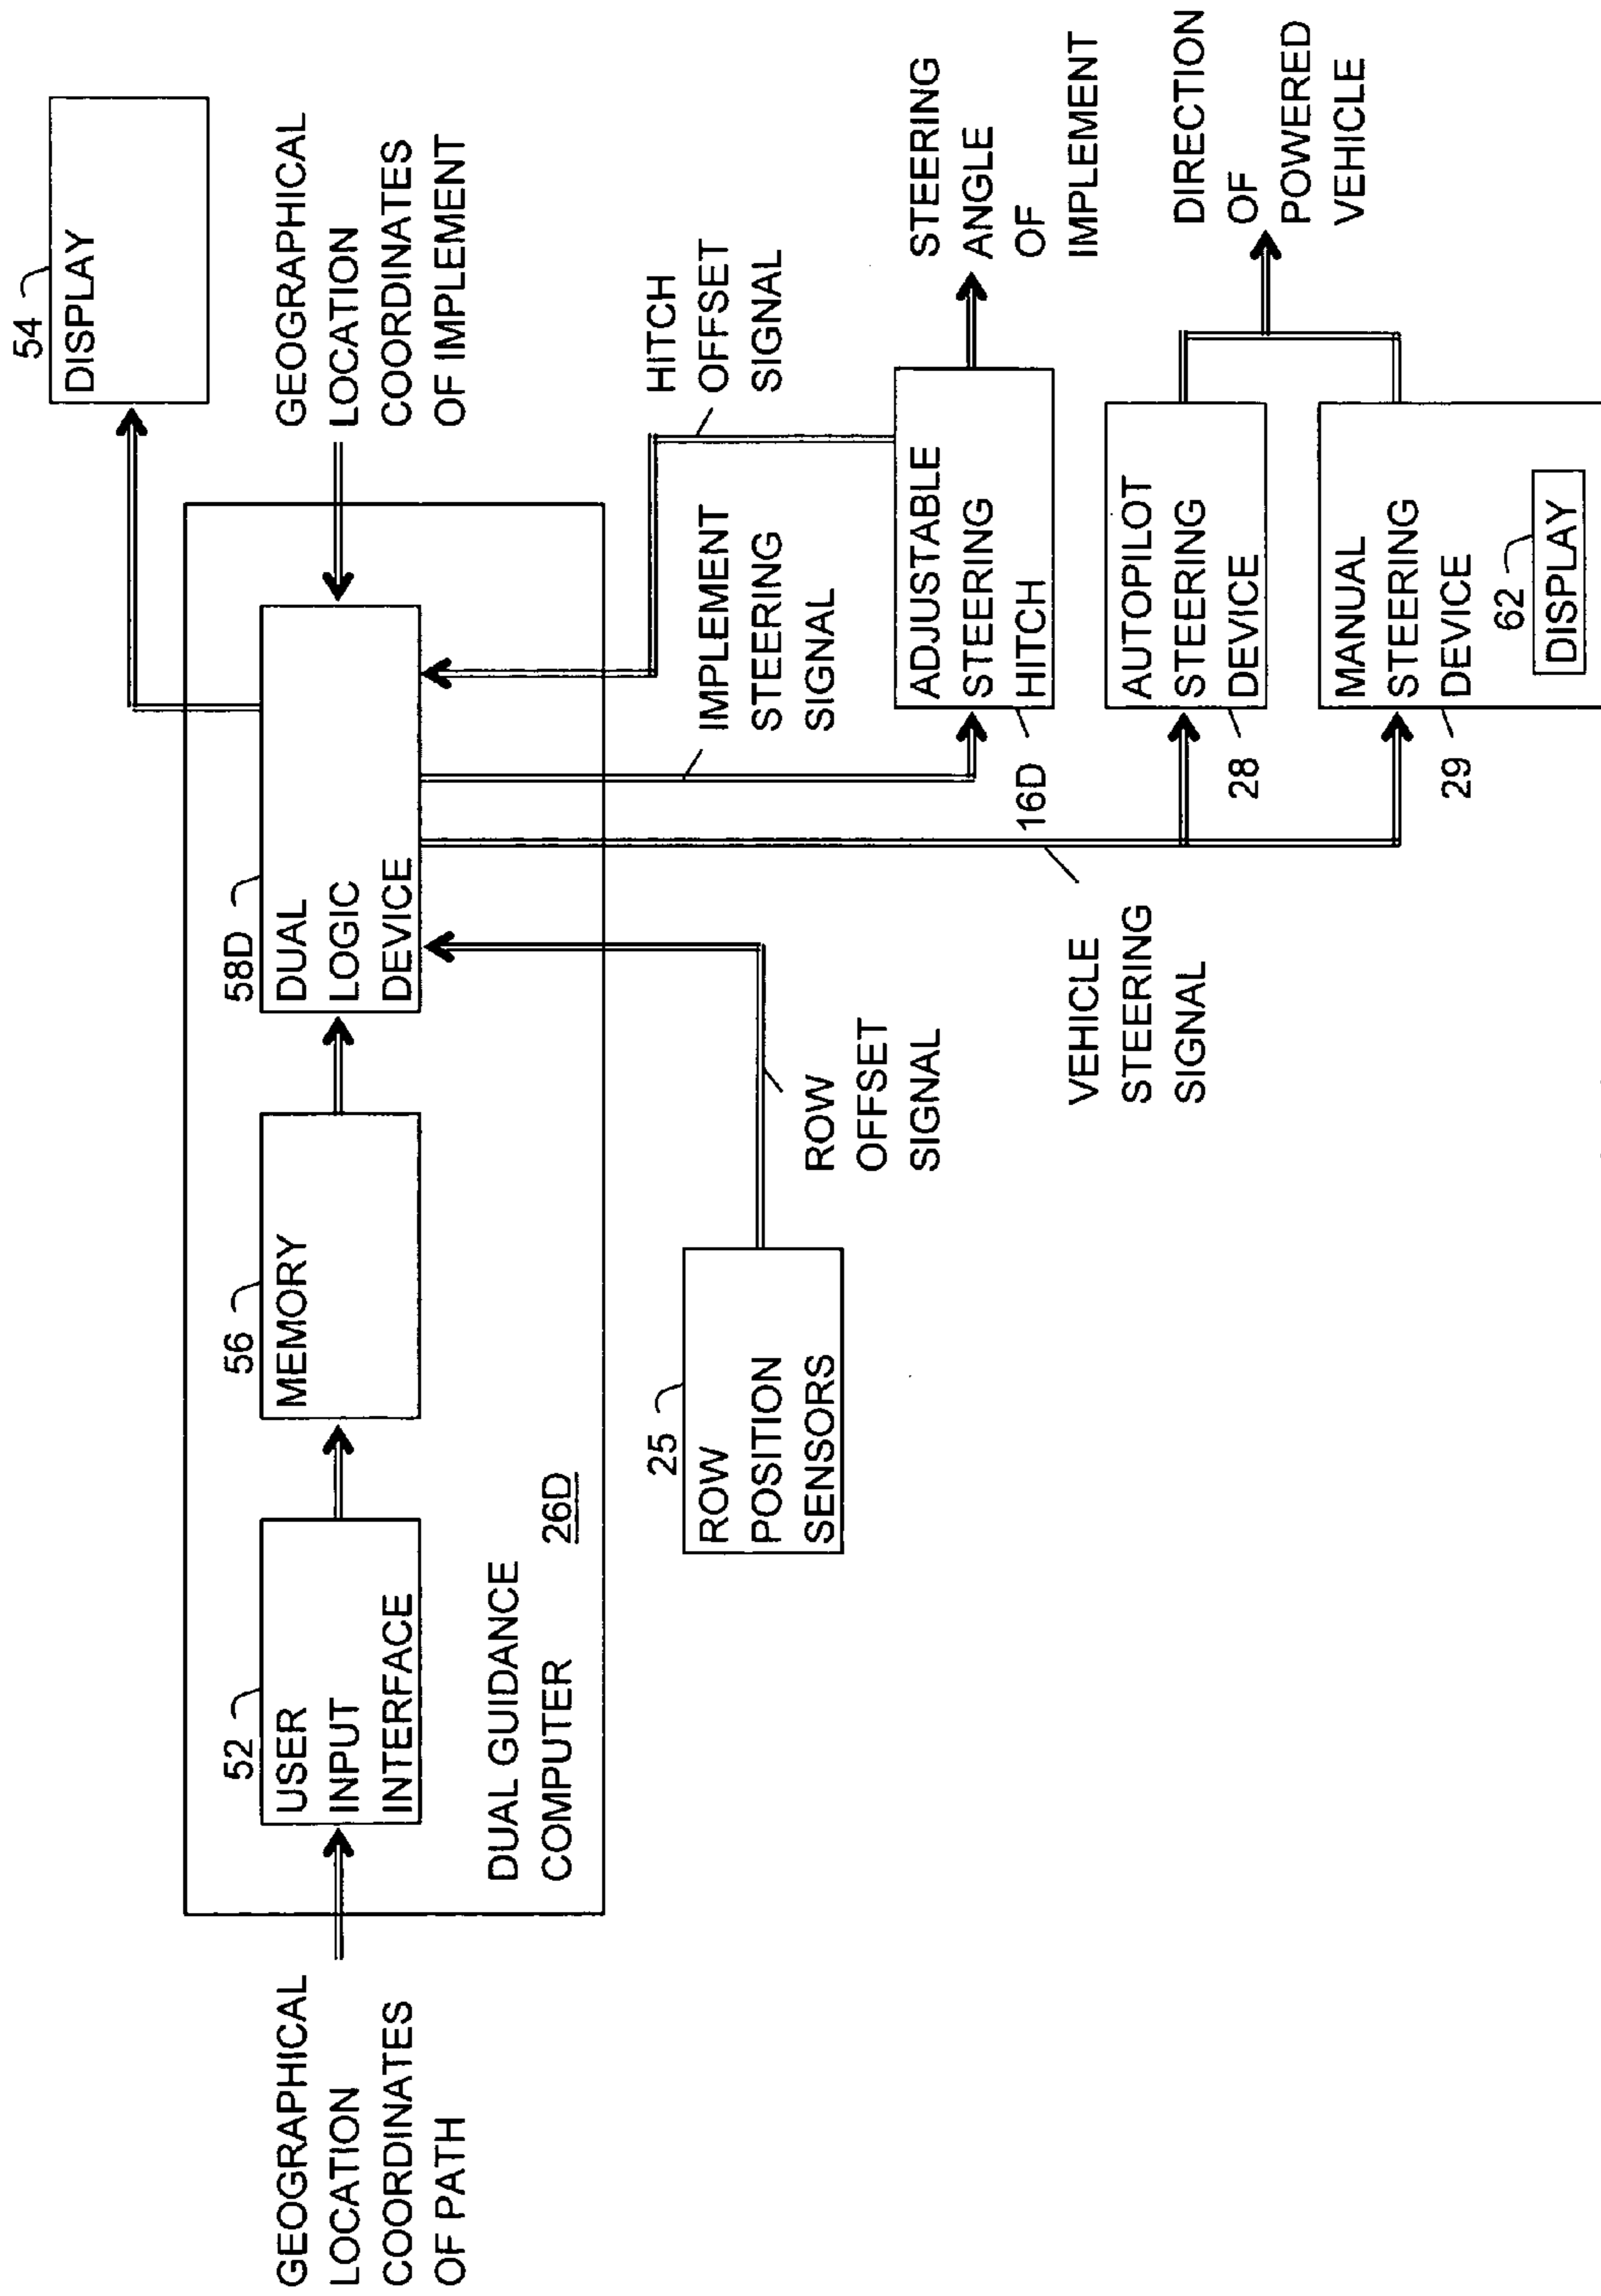 54
DISPLAY
GEOGRAPHICAL
LOCATION
COORDINATES
OF PATH
52
USER
INPUT
INTERFACE
56
MEMORY
58D
DUAL
LOGIC
DEVICE
GEOGRAPHICAL
LOCATION
COORDINATES
OF IMPLEMENT
DUAL GUIDANCE
COMPUTER
26D
25
ROW
POSITION
SENSORS
ROW
OFFSET
SIGNAL
IMPLEMENT
STEERING
SIGNAL
HITCH
OFFSET
SIGNAL
VEHICLE
STEERING
SIGNAL
16D
ADJUSTABLE
STEERING
HITCH
STEERING
ANGLE
OF
IMPLEMENT
28
AUTOPILOT
STEERING
DEVICE
DIRECTION
OF
POWERED
VEHICLE
29
MANUAL
STEERING
DEVICE
62
DISPLAY